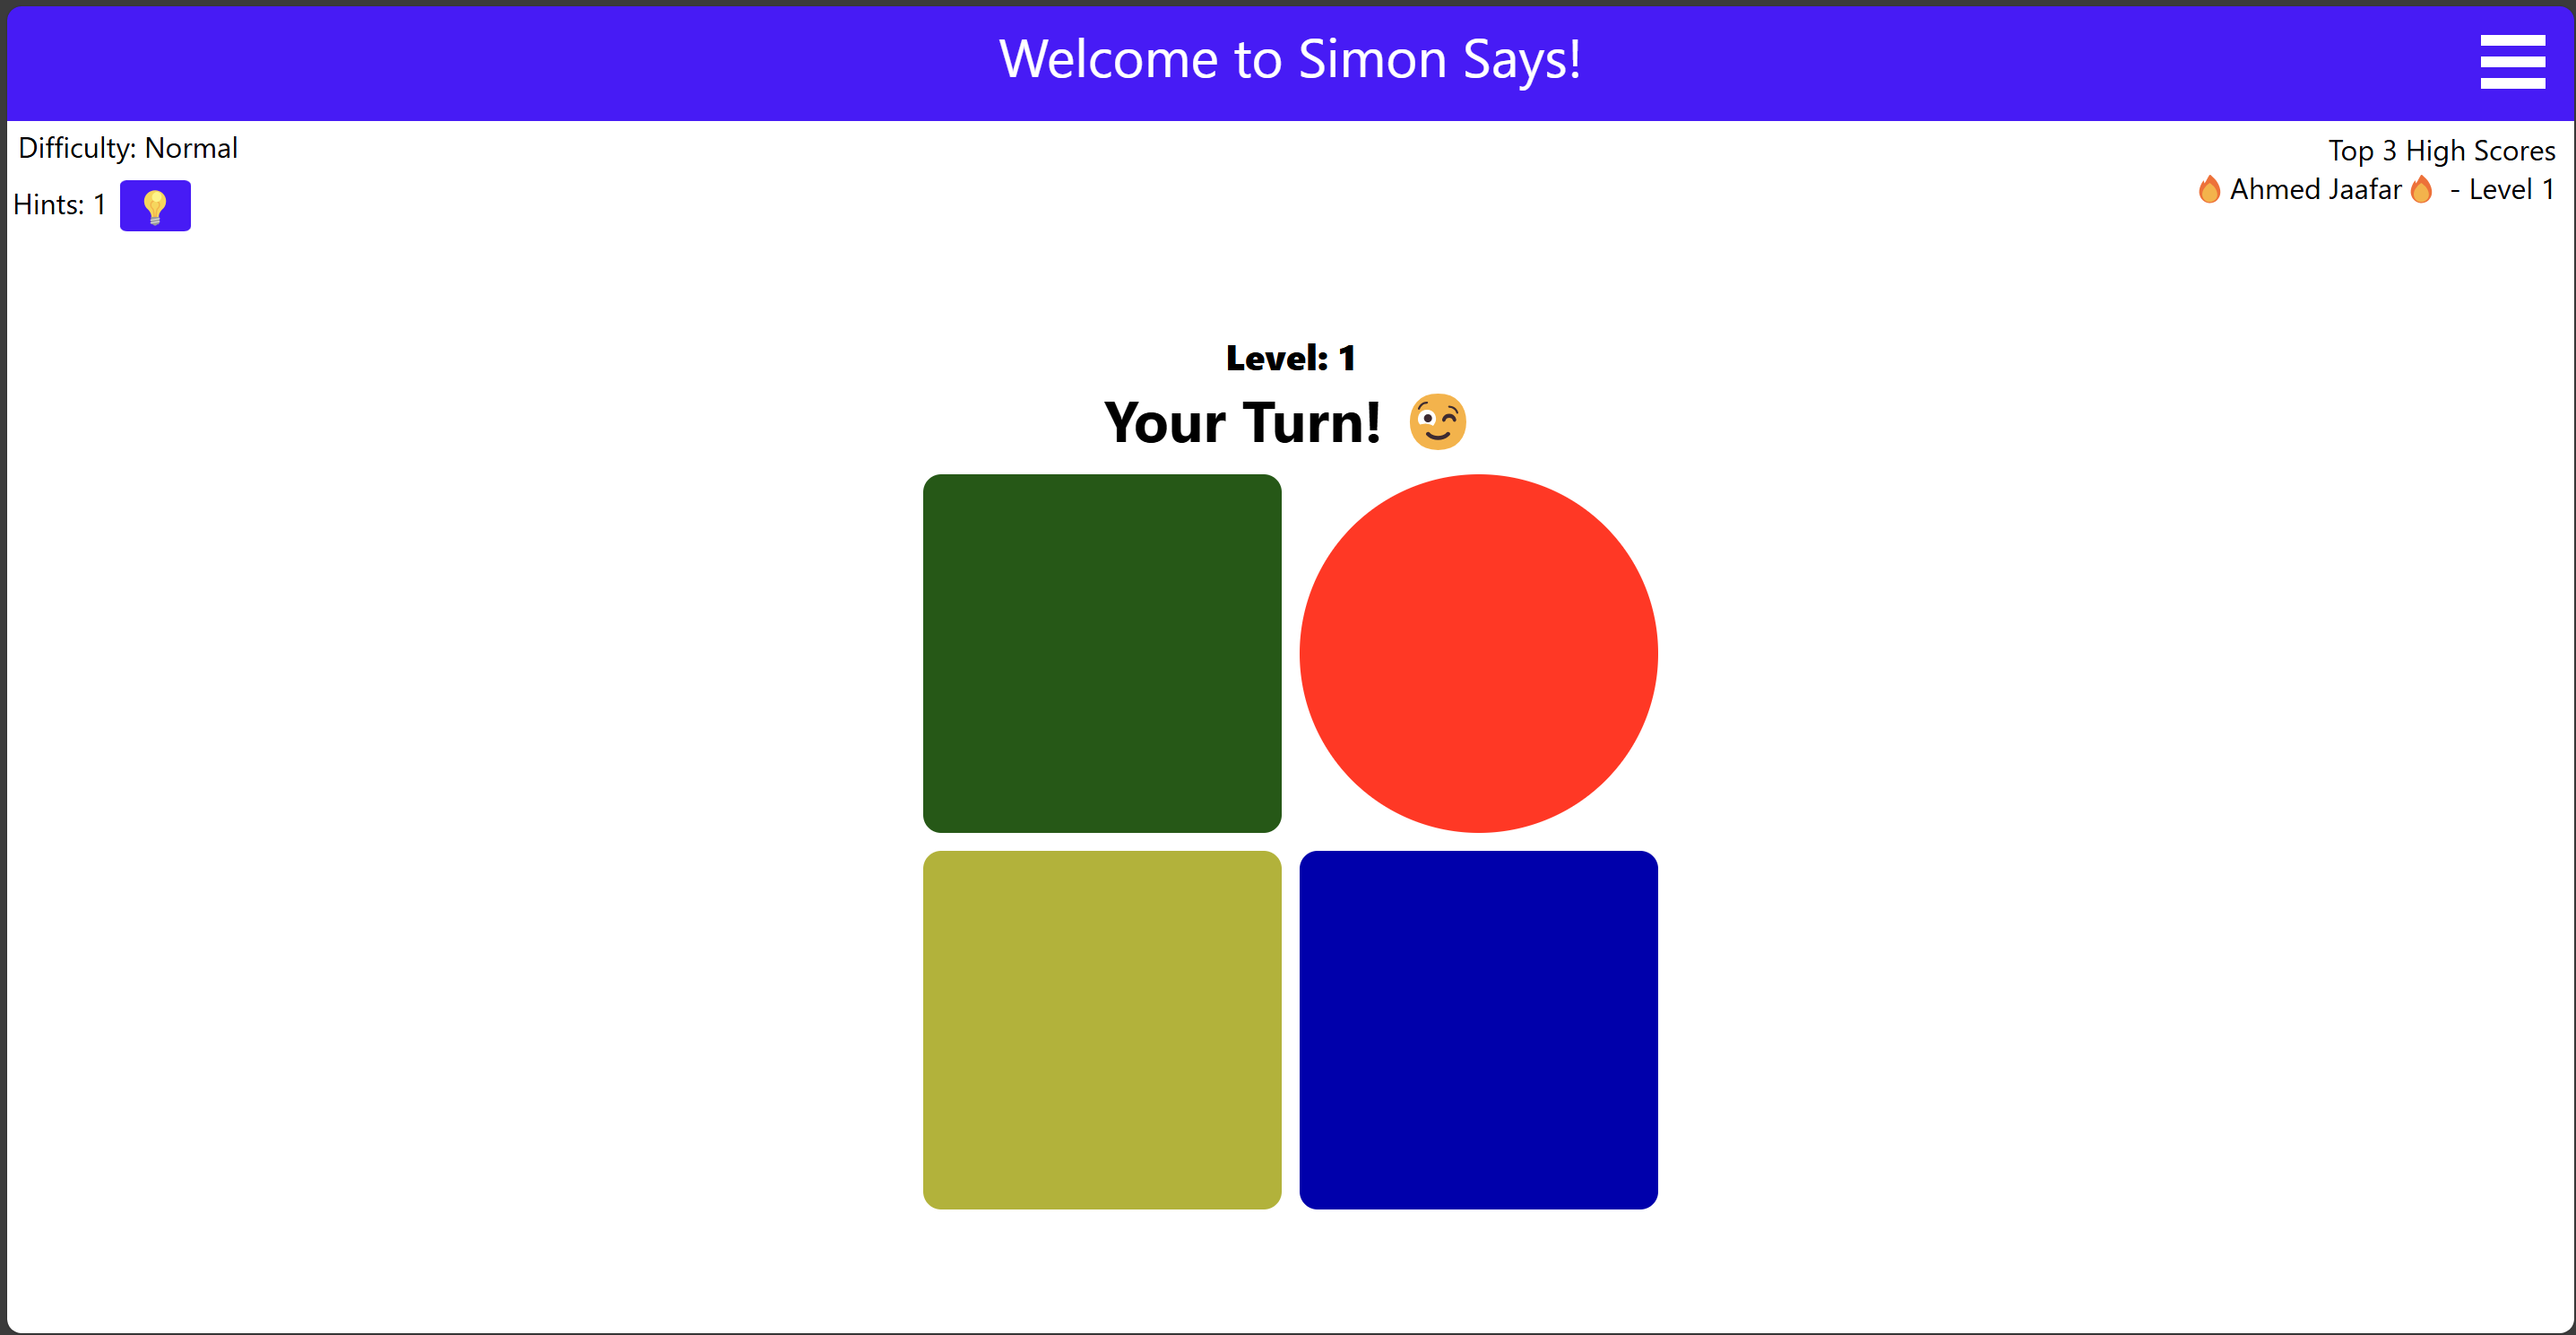 Welcome to Simon Says!
Difficulty: Normal
Hints: 1 💡
Top 3 High Scores
🔥Ahmed Jaafar🔥 - Level 1
Level: 1
Your Turn! 😉